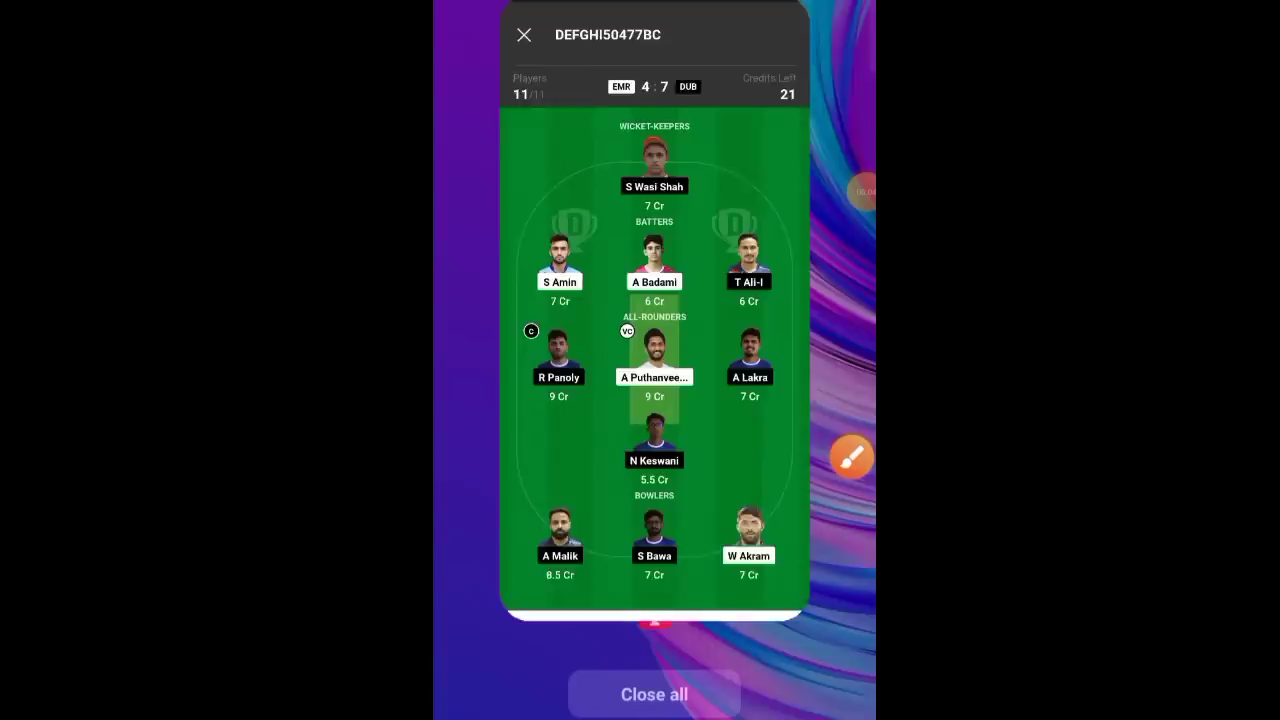 DEFGHI50477BC
Players
Credits Left
11/11
EMR 4 : 7 DUB
21
WICKET-KEEPERS
S Wasi Shah
7 Cr
BATTERS
S Amin
A Badami
T Ali-I
7 Cr
6 Cr
6 Cr
ALL-ROUNDERS
C
VC
R Panoly
A Puthanvee...
A Lakra
9 Cr
9 Cr
7 Cr
N Keswani
5.5 Cr
BOWLERS
A Malik
S Bawa
W Akram
8.5 Cr
7 Cr
7 Cr
Close all